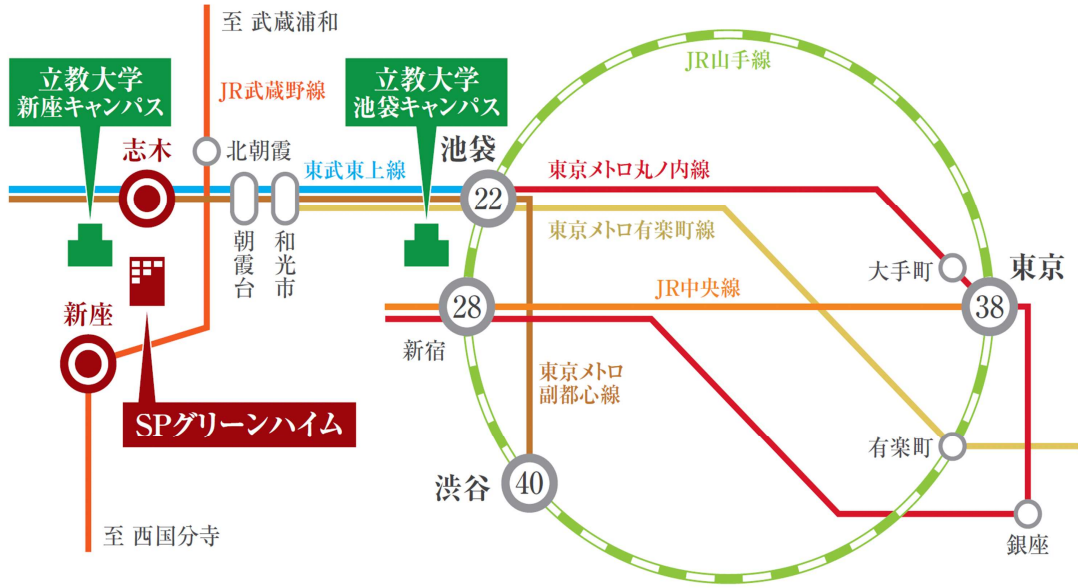 至 武蔵浦和
JR山手線
立教大学
新座キャンパス
JR武蔵野線
立教大学
池袋キャンパス
志木
北朝霞
池袋
東武東上線
東京メトロ丸ノ内線
22
東京メトロ有楽町線
朝霞台
和光市
大手町
東京
新座
28
JR中央線
38
新宿
東京メトロ
副都心線
SPグリーンハイム
有楽町
渋谷
40
至 西国分寺
銀座